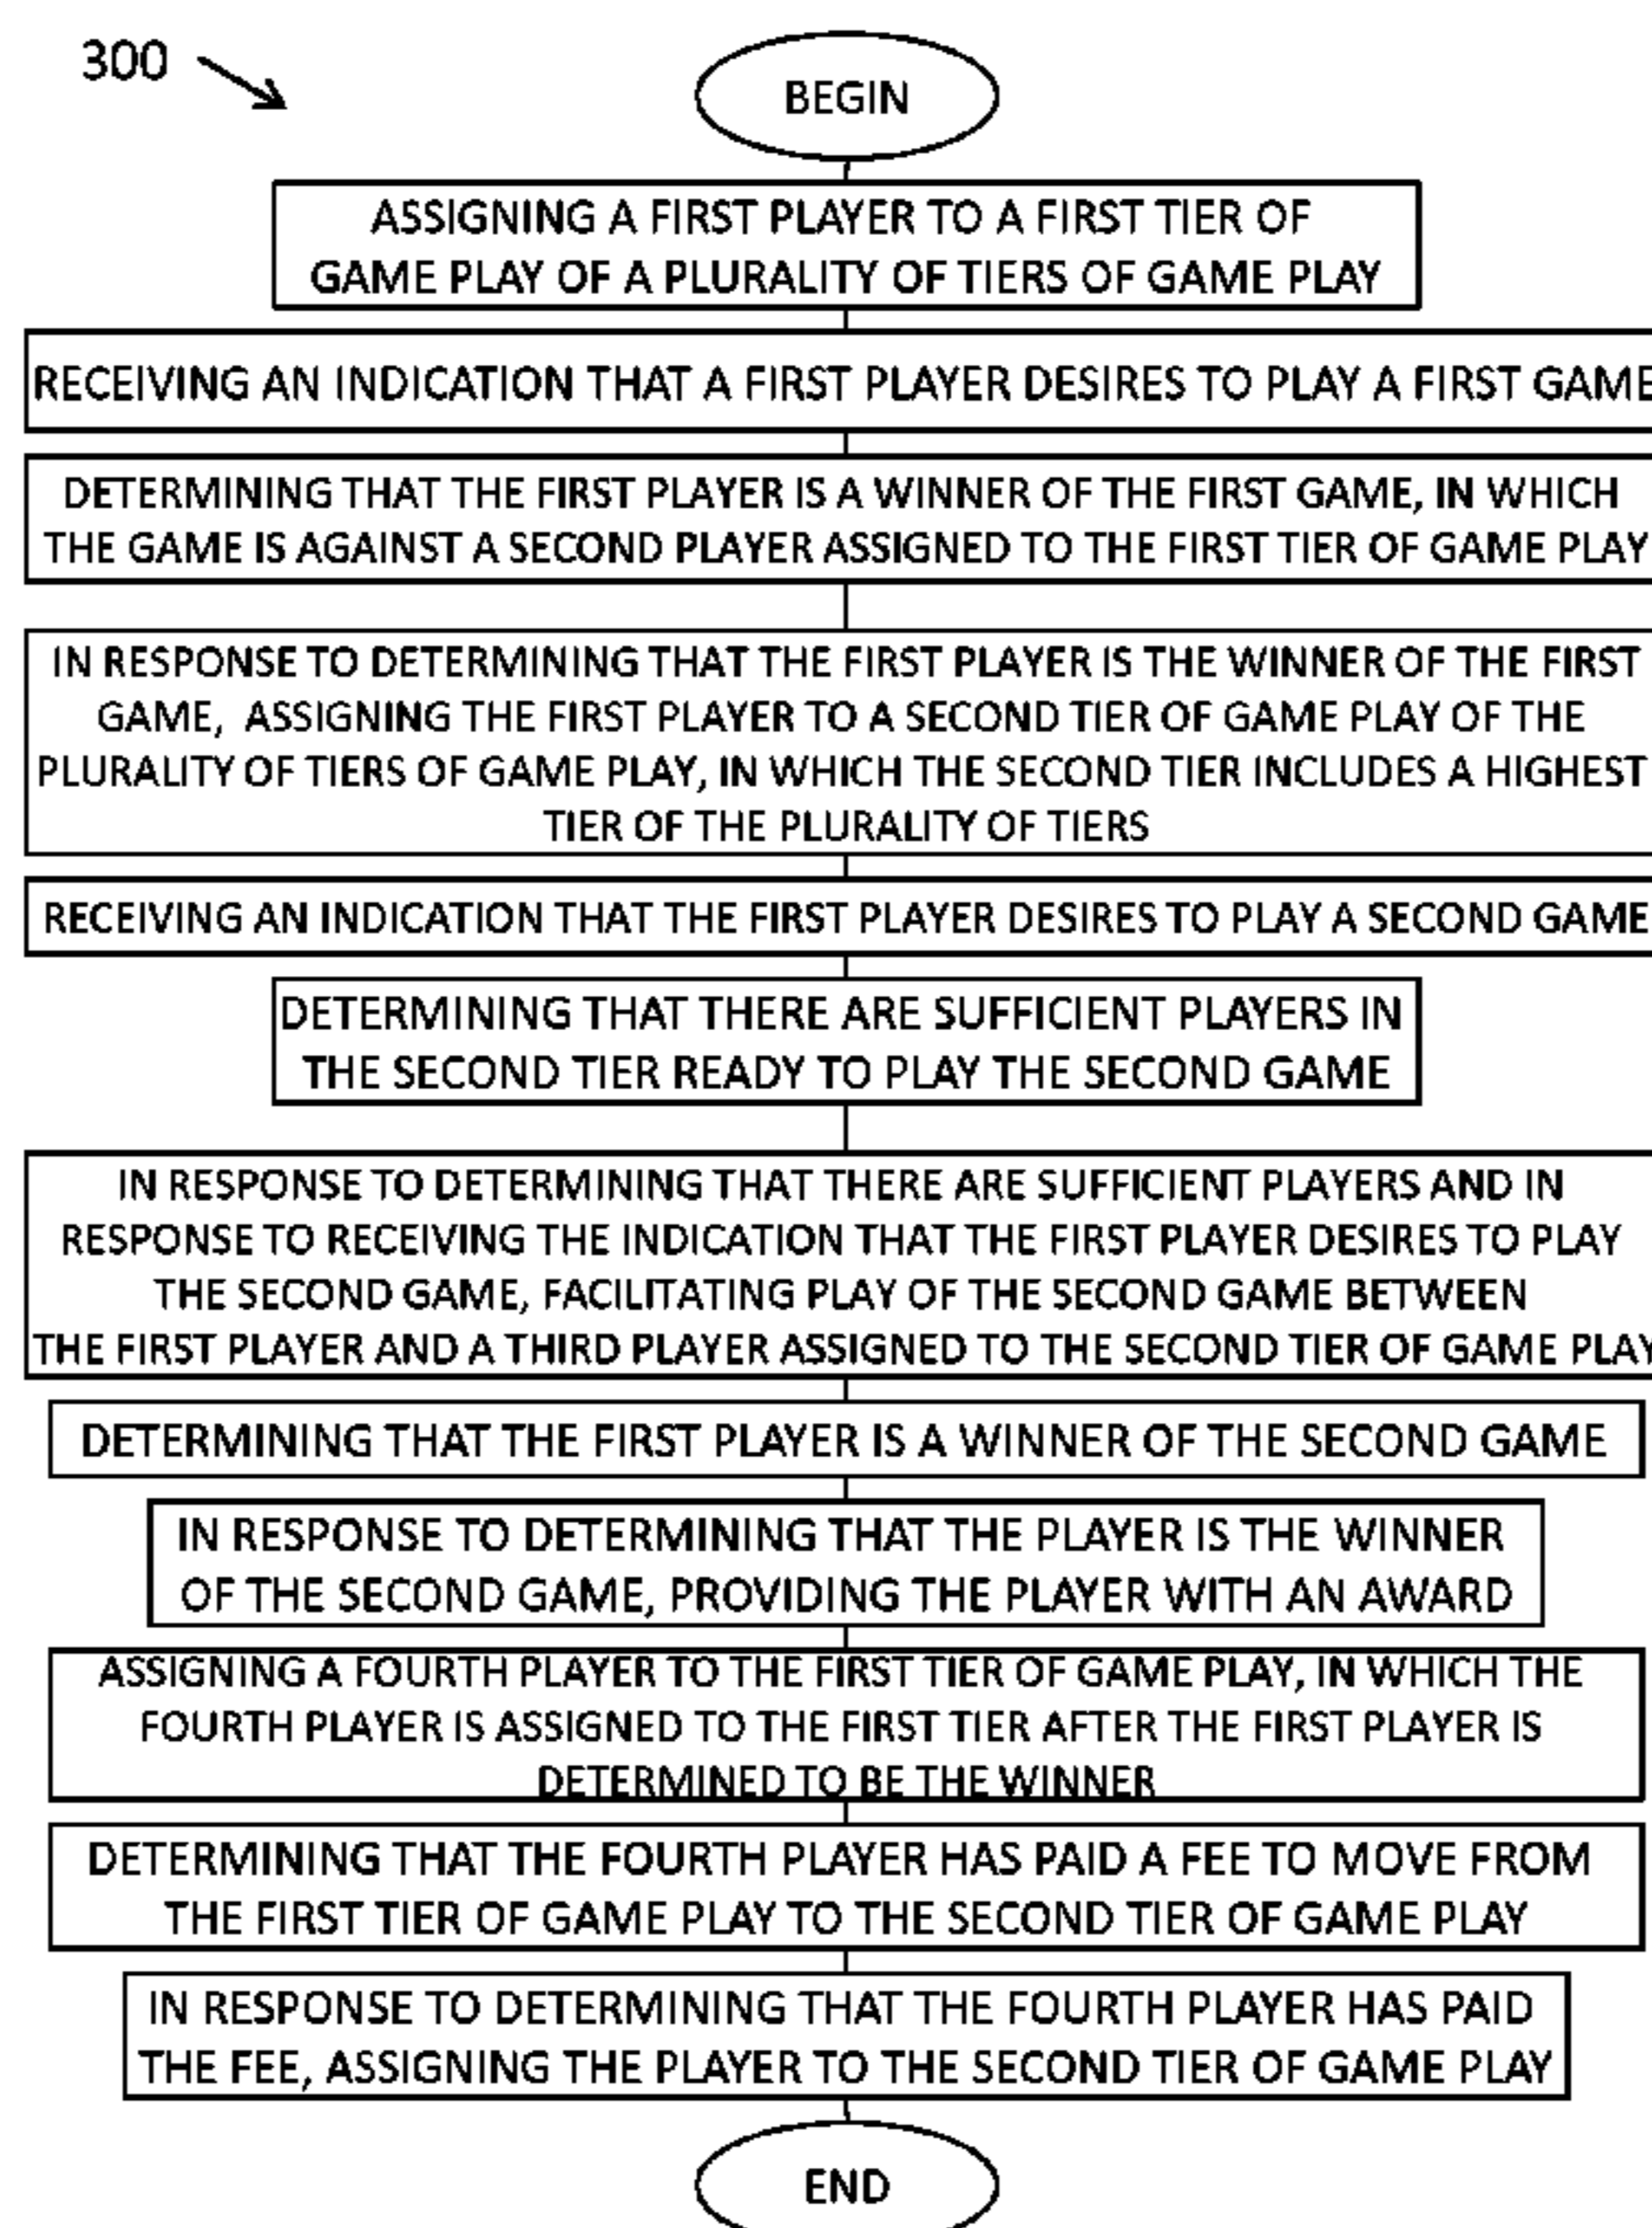 300
BEGIN
ASSIGNING A FIRST PLAYER TO A FIRST TIER OF
GAME PLAY OF A PLURALITY OF TIERS OF GAME PLAY
RECEIVING AN INDICATION THAT A FIRST PLAYER DESIRES TO PLAY A FIRST GAME
DETERMINING THAT THE FIRST PLAYER IS A WINNER OF THE FIRST GAME, IN WHICH
THE GAME IS AGAINST A SECOND PLAYER ASSIGNED TO THE FIRST TIER OF GAME PLAY
IN RESPONSE TO DETERMINING THAT THE FIRST PLAYER IS THE WINNER OF THE FIRST
GAME, ASSIGNING THE FIRST PLAYER TO A SECOND TIER OF GAME PLAY OF THE
PLURALITY OF TIERS OF GAME PLAY, IN WHICH THE SECOND TIER INCLUDES A HIGHEST
TIER OF THE PLURALITY OF TIERS
RECEIVING AN INDICATION THAT THE FIRST PLAYER DESIRES TO PLAY A SECOND GAME
DETERMINING THAT THERE ARE SUFFICIENT PLAYERS IN
THE SECOND TIER READY TO PLAY THE SECOND GAME
IN RESPONSE TO DETERMINING THAT THERE ARE SUFFICIENT PLAYERS AND IN
RESPONSE TO RECEIVING THE INDICATION THAT THE FIRST PLAYER DESIRES TO PLAY
THE SECOND GAME, FACILITATING PLAY OF THE SECOND GAME BETWEEN
THE FIRST PLAYER AND A THIRD PLAYER ASSIGNED TO THE SECOND TIER OF GAME PLAY
DETERMINING THAT THE FIRST PLAYER IS A WINNER OF THE SECOND GAME
IN RESPONSE TO DETERMINING THAT THE PLAYER IS THE WINNER
OF THE SECOND GAME, PROVIDING THE PLAYER WITH AN AWARD
ASSIGNING A FOURTH PLAYER TO THE FIRST TIER OF GAME PLAY, IN WHICH THE
FOURTH PLAYER IS ASSIGNED TO THE FIRST TIER AFTER THE FIRST PLAYER IS
DETERMINED TO BE THE WINNER
DETERMINING THAT THE FOURTH PLAYER HAS PAID A FEE TO MOVE FROM
THE FIRST TIER OF GAME PLAY TO THE SECOND TIER OF GAME PLAY
IN RESPONSE TO DETERMINING THAT THE FOURTH PLAYER HAS PAID
THE FEE, ASSIGNING THE PLAYER TO THE SECOND TIER OF GAME PLAY
END